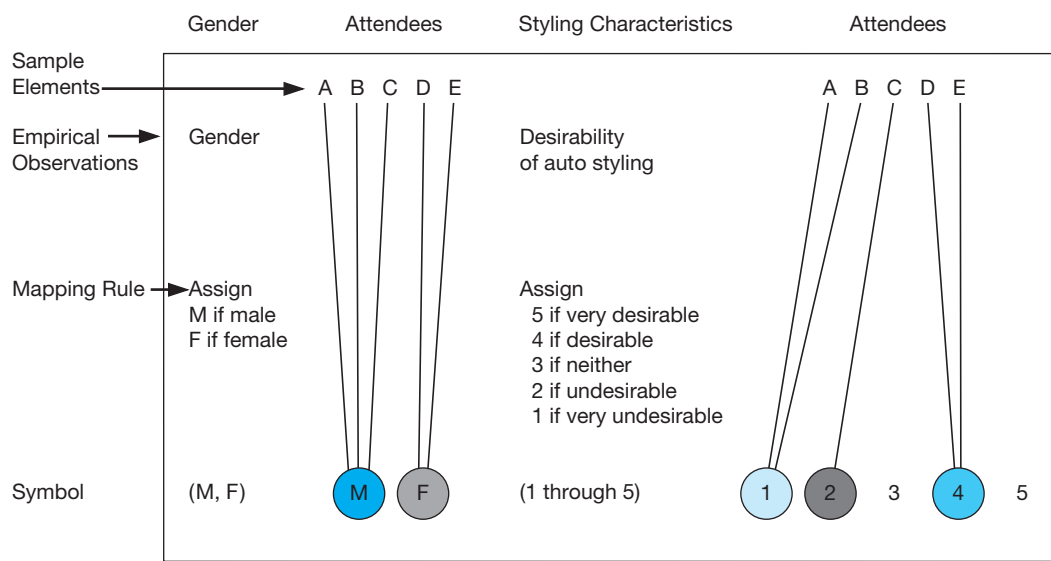 Gender Attendees Styling Characteristics Attendees
Sample
Elements
A B C D E A B C D E
Empirical
Observations
Gender
Desirability
of auto styling
Mapping Rule
Assign
M if male
F if female
Assign
5 if very desirable
4 if desirable
3 if neither
2 if undesirable
1 if very undesirable
Symbol (M, F) M F (1 through 5) 1 2 3 4 5